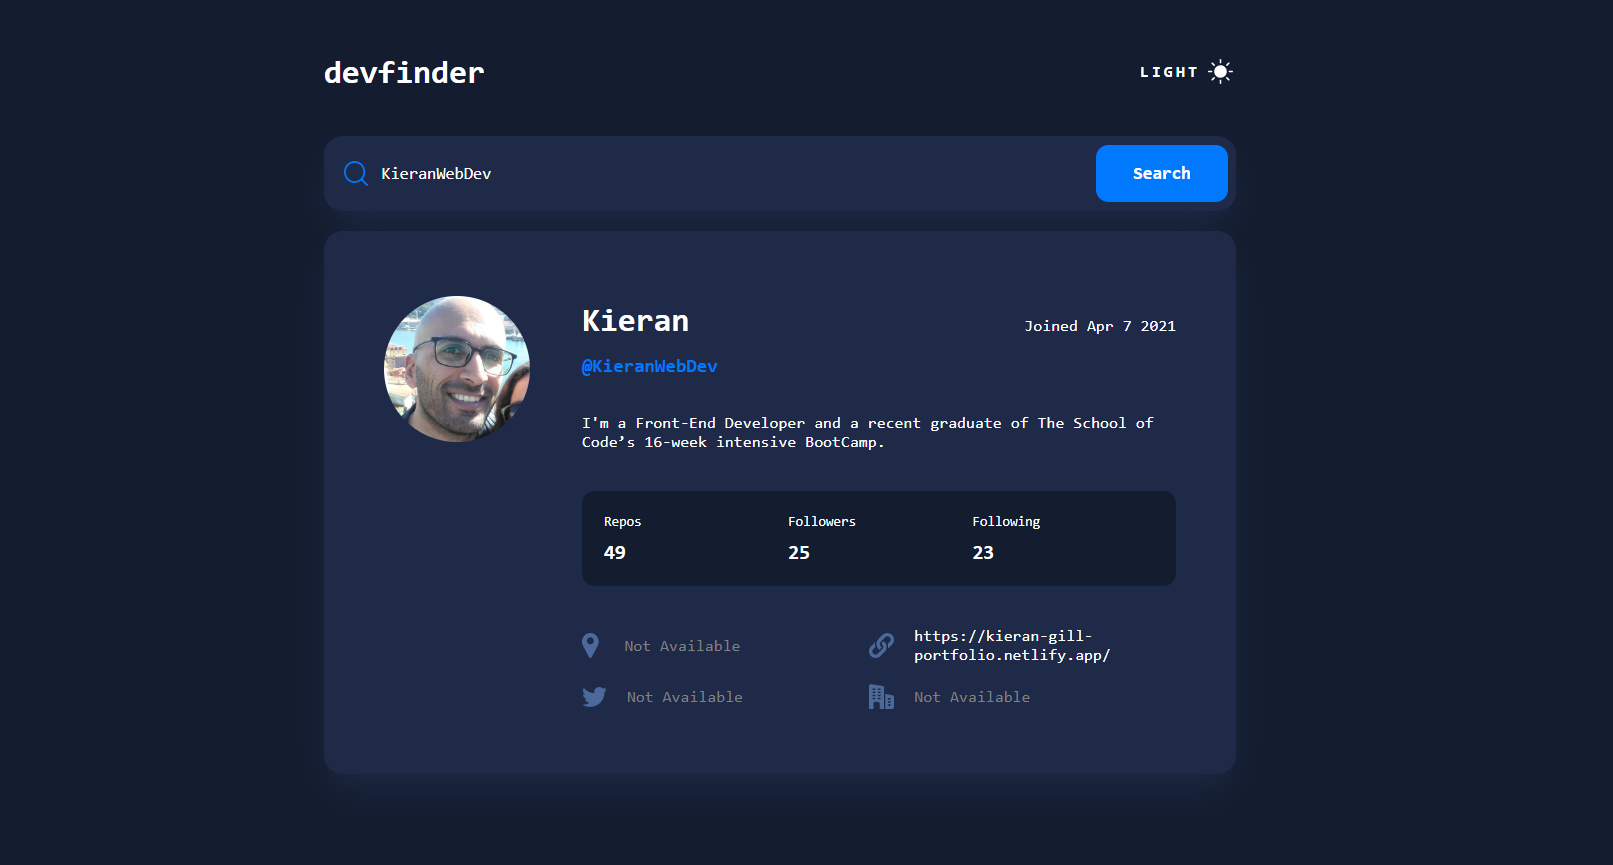 devfinder
LIGHT
KieranWebDev
Search
Kieran
Joined Apr 7 2021
@KieranWebDev
I'm a Front-End Developer and a recent graduate of The School of
Code’s 16-week intensive BootCamp.
Repos
Followers
Following
49
25
23
Not Available
https://kieran-gill-
portfolio.netlify.app/
Not Available
Not Available